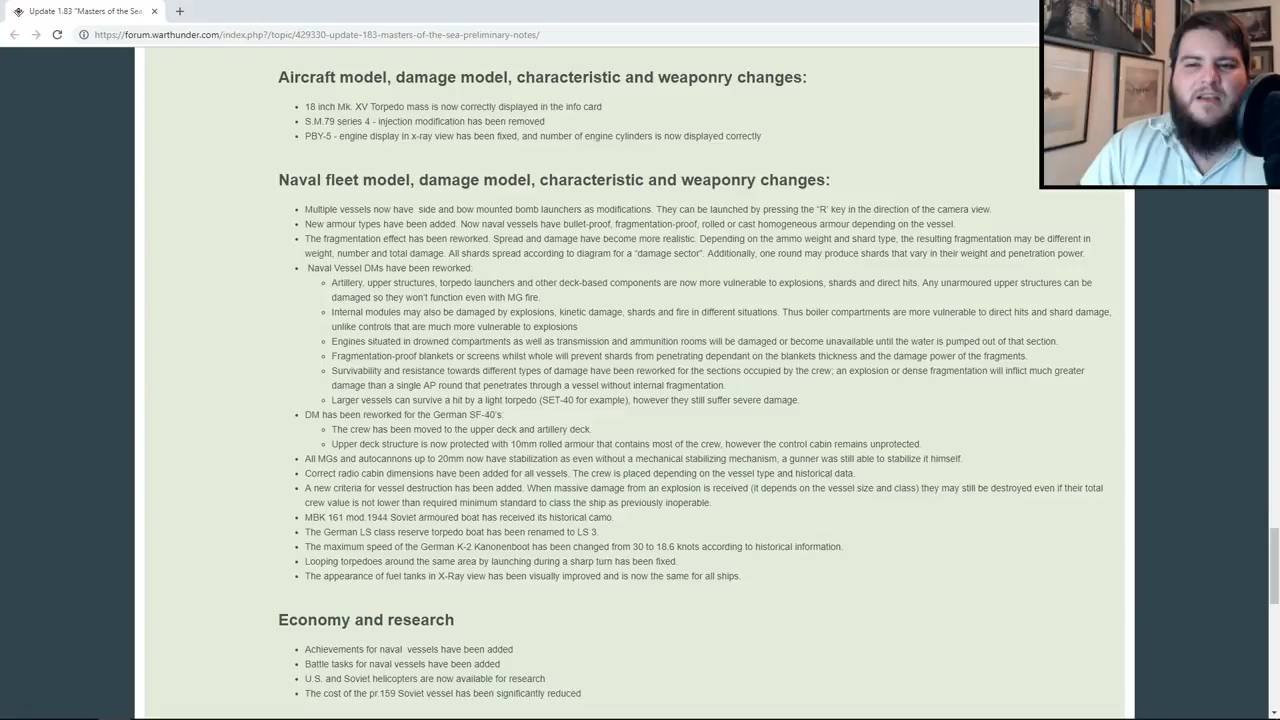 Update 1.83 "Masters of the Sea
https://forum.warthunder.com/index.php?/topic/429330-update-183-masters-of-the-sea-preliminary-notes/
Aircraft model, damage model, characteristic and weaponry changes:
18 inch Mk. XV Torpedo mass is now correctly displayed in the info card
S.M.79 series 4 - injection modification has been removed
PBY-5 - engine display in x-ray view has been fixed, and number of engine cylinders is now displayed correctly
Naval fleet model, damage model, characteristic and weaponry changes:
Multiple vessels now have side and bow mounted bomb launchers as modifications. They can be launched by pressing the “R’ key in the direction of the camera view.
New armour types have been added. Now naval vessels have bullet-proof, fragmentation-proof, rolled or cast homogeneous armour depending on the vessel.
The fragmentation effect has been reworked. Spread and damage have become more realistic. Depending on the ammo weight and shard type, the resulting fragmentation may be different in
weight, number and total damage. All shards spread according to diagram for a “damage sector”. Additionally, one round may produce shards that vary in their weight and penetration power.
Naval Vessel DMs have been reworked:
Artillery, upper structures, torpedo launchers and other deck-based components are now more vulnerable to explosions, shards and direct hits. Any unarmoured upper structures can be
damaged so they won’t function even with MG fire.
Internal modules may also be damaged by explosions, kinetic damage, shards and fire in different situations. Thus boiler compartments are more vulnerable to direct hits and shard damage,
unlike controls that are much more vulnerable to explosions
Engines situated in drowned compartments as well as transmission and ammunition rooms will be damaged or become unavailable until the water is pumped out of that section.
Fragmentation-proof blankets or screens whilst whole will prevent shards from penetrating dependant on the blankets thickness and the damage power of the fragments.
Survivability and resistance towards different types of damage have been reworked for the sections occupied by the crew; an explosion or dense fragmentation will inflict much greater
damage than a single AP round that penetrates through a vessel without internal fragmentation.
Larger vessels can survive a hit by a light torpedo (SET-40 for example), however they still suffer severe damage.
DM has been reworked for the German SF-40’s:
The crew has been moved to the upper deck and artillery deck.
Upper deck structure is now protected with 10mm rolled armour that contains most of the crew, however the control cabin remains unprotected.
All MGs and autocannons up to 20mm now have stabilization as even without a mechanical stabilizing mechanism, a gunner was still able to stabilize it himself.
Correct radio cabin dimensions have been added for all vessels. The crew is placed depending on the vessel type and historical data.
A new criteria for vessel destruction has been added. When massive damage from an explosion is received (it depends on the vessel size and class) they may still be destroyed even if their total
crew value is not lower than required minimum standard to class the ship as previously inoperable.
MBK 161 mod.1944 Soviet armoured boat has received its historical camo.
The German LS class reserve torpedo boat has been renamed to LS 3.
The maximum speed of the German K-2 Kanonenboot has been changed from 30 to 18.6 knots according to historical information.
Looping torpedoes around the same area by launching during a sharp turn has been fixed.
The appearance of fuel tanks in X-Ray view has been visually improved and is now the same for all ships.
Economy and research
Achievements for naval vessels have been added
Battle tasks for naval vessels have been added
U.S. and Soviet helicopters are now available for research
The cost of the pr.159 Soviet vessel has been significantly reduced